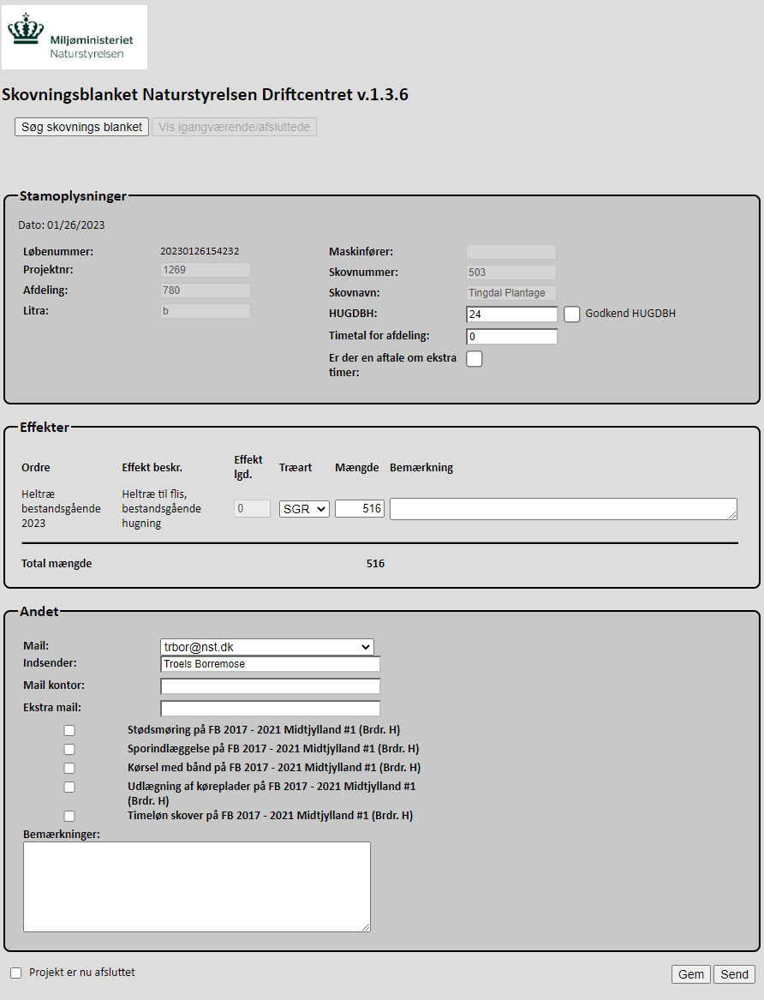 Miljøministeriet
Naturstyrelsen
Skovningsblanket Naturstyrelsen Driftcentret v.1.3.6
Søg skovnings blanket Vis igangværende/afsluttede
Stamoplysninger
Dato: 01/26/2023
Løbenummer: 20230126154232
Projektnr: 1269
Afdeling: 780
Litra: b
Maskinfører:
Skovnummer: 503
Skovnavn: Tingdal Plantage
HUGDBH: 24 Godkend HUGDBH
Timetal for afdeling: 0
Er der en aftale om ekstra
timer:
Effekter
Ordre Effekt beskr. Effekt lgd. Træart Mængde Bemærkning
Heltræ
bestandsgående
2023
Heltræ til flis,
bestandsgående
hugning
0 SGR 516
Total mængde 516
Andet
Mail: trbor@nst.dk
Indsender: Troels Borremose
Mail kontor:
Ekstra mail:
Stødsmøring på FB 2017 - 2021 Midtjylland #1 (Brdr. H)
Sporindlæggelse på FB 2017 - 2021 Midtjylland #1 (Brdr. H)
Kørsel med bånd på FB 2017 - 2021 Midtjylland #1 (Brdr. H)
Udlægning af køreplader på FB 2017 - 2021 Midtjylland #1
(Brdr. H)
Timeløn skover på FB 2017 - 2021 Midtjylland #1 (Brdr. H)
Bemærkninger:
Projekt er nu afsluttet Gem Send